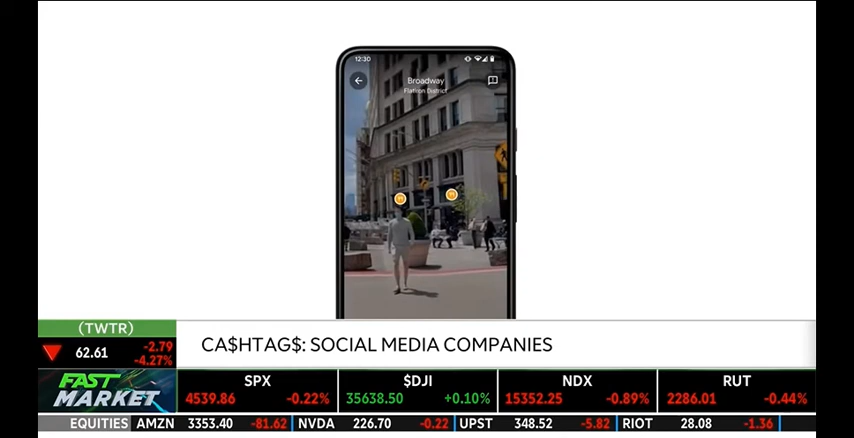 12:30
Broadway
Flatiron District
(TWTR)
62.61
-2.79
-4.27%
CA$HTAG$: SOCIAL MEDIA COMPANIES
FAST
MARKET
SPX
4539.86 -0.22%
$DJI
35638.50 +0.10%
NDX
15352.25 -0.89%
RUT
2286.01 -0.44%
EQUITIES AMZN 3353.40 -81.62 NVDA 226.70 -0.22 UPST 348.52 -5.82 RIOT 28.08 -1.36